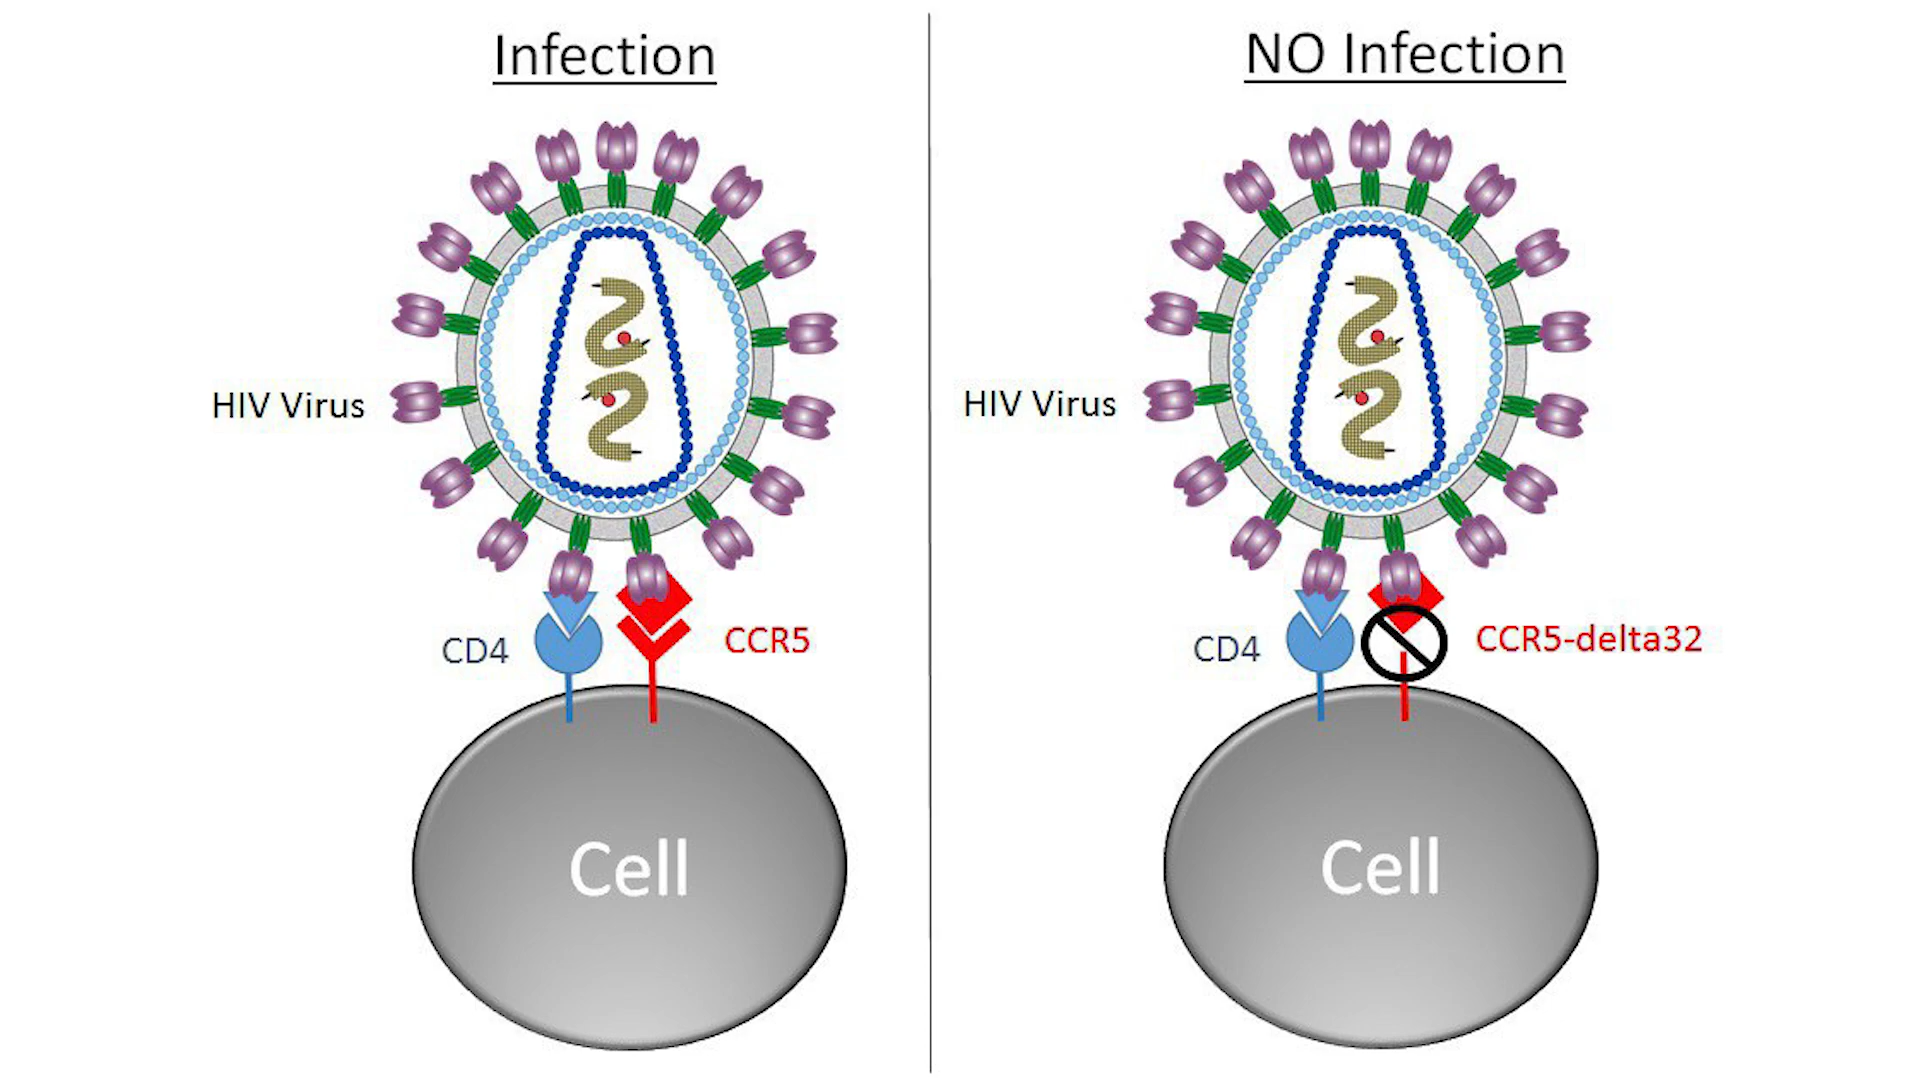 Infection
HIV Virus
CD4
CCR5
Cell
NO Infection
HIV Virus
CD4
CCR5-delta32
Cell